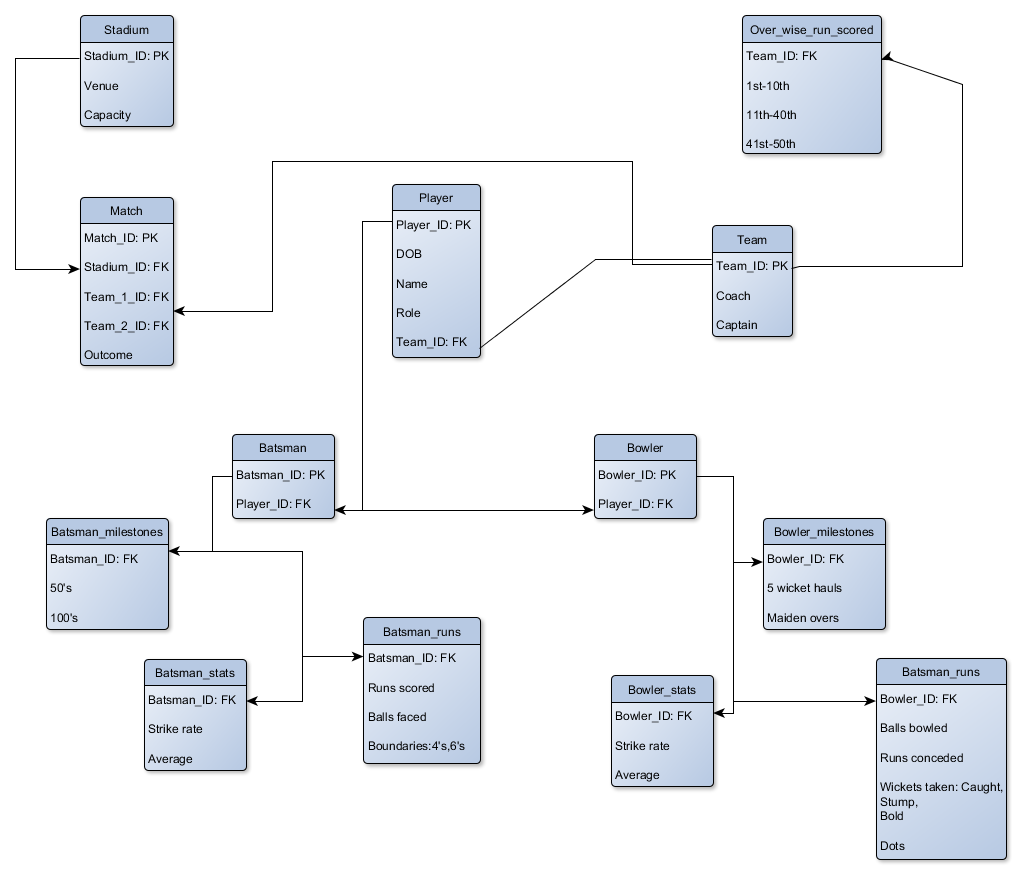 Stadium
Stadium_ID: PK
Venue
Capacity
Over_wise_run_scored
Team_ID: FK
1st-10th
11th-40th
41st-50th
Match
Match_ID: PK
Stadium_ID: FK
Team_1_ID: FK
Team_2_ID: FK
Outcome
Player
Player_ID: PK
DOB
Name
Role
Team_ID: FK
Team
Team_ID: PK
Coach
Captain
Batsman
Batsman_ID: PK
Player_ID: FK
Bowler
Bowler_ID: PK
Player_ID: FK
Batsman_milestones
Batsman_ID: FK
50's
100's
Bowler_milestones
Bowler_ID: FK
5 wicket hauls
Maiden overs
Batsman_stats
Batsman_ID: FK
Strike rate
Average
Batsman_runs
Batsman_ID: FK
Runs scored
Balls faced
Boundaries:4's,6's
Bowler_stats
Bowler_ID: FK
Strike rate
Average
Batsman_runs
Bowler_ID: FK
Balls bowled
Runs conceded
Wickets taken: Caught,
Stump,
Bold
Dots